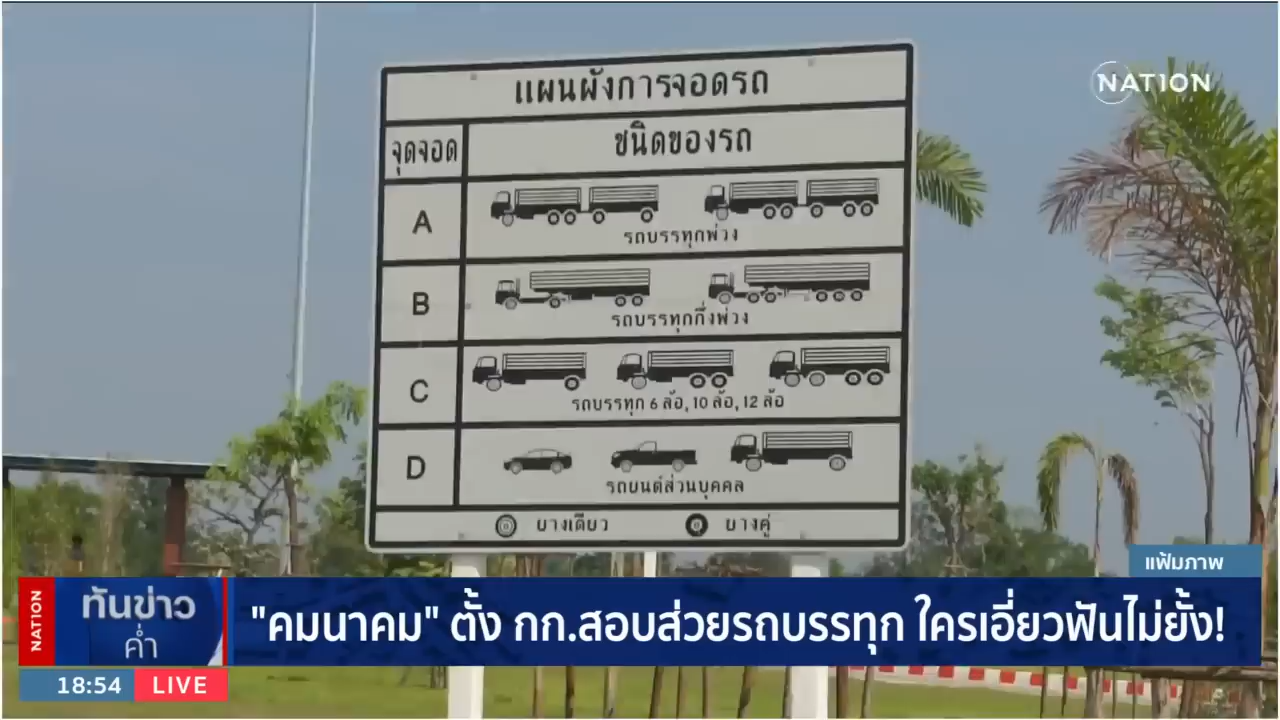 NATION
แผนผังการจอดรถ
จุดจอด
ชนิดของรถ
A
รถบรรทุกพ่วง
B
รถบรรทุกกึ่งพ่วง
C
รถบรรทุก 6 ล้อ, 10 ล้อ, 12 ล้อ
D
รถยนต์ส่วนบุคคล
ยางเดี่ยว
ยางคู่
แฟ้มภาพ
NATION
ทันข่าว
ค่ำ
"คมนาคม" ตั้ง กก.สอบส่วยรถบรรทุก ใครเอี่ยวฟันไม่ยั้ง!
18:54
LIVE